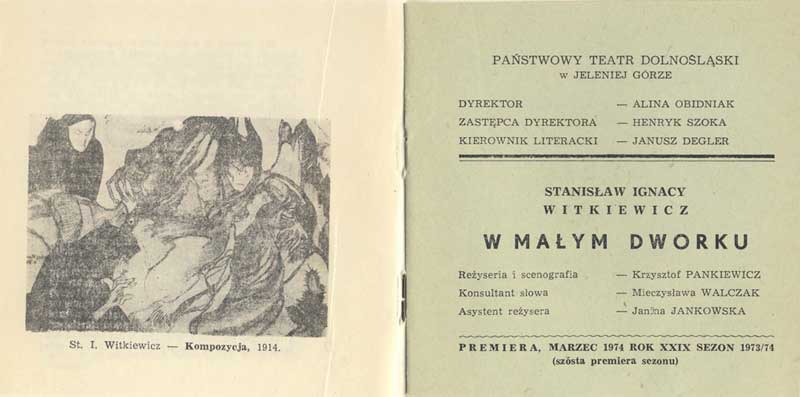 St. I. Witkiewicz — Kompozycja, 1914.
PAŃSTWOWY TEATR DOLNOŚLĄSKI
w JELENIEJ GÓRZE
DYREKTOR — ALINA OBIDNIAK
ZASTĘPCA DYREKTORA — HENRYK SZOKA
KIEROWNIK LITERACKI — JANUSZ DEGLER
STANISŁAW IGNACY
WITKIEWICZ
W MAŁYM DWORKU
Reżyseria i scenografia — Krzysztof PANKIEWICZ
Konsultant słowa — Mieczysława WALCZAK
Asystent reżysera — Janina JANKOWSKA
PREMIERA, MARZEC 1974 ROK XXIX SEZON 1973/74
(szósta premiera sezonu)